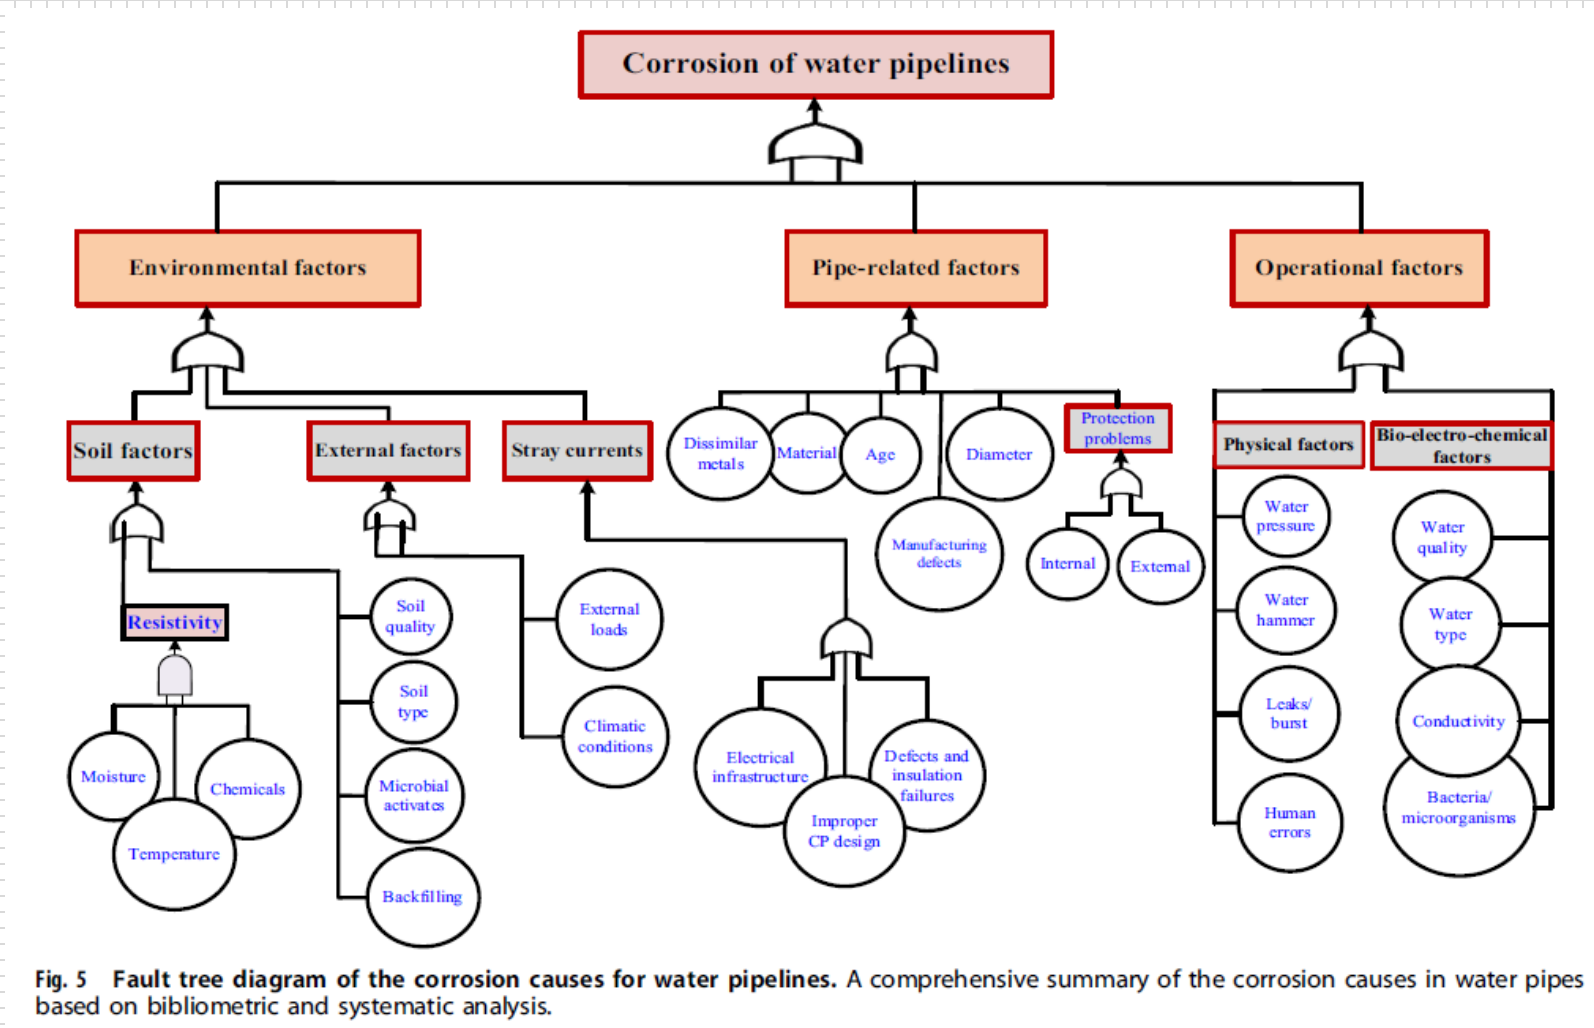 Corrosion of water pipelines
Environmental factors
Pipe-related factors
Operational factors
Soil factors
External factors
Stray currents
Dissimilar
metals
Material
Age
Diameter
Protection
problems
Physical factors
Bio-electro-chemical
factors
Manufacturing
defects
Internal
External
Water
pressure
Water
quality
Resistivity
Soil
quality
External
loads
Water
hammer
Water
type
Soil
type
Climatic
conditions
Leaks/
burst
Conductivity
Moisture
Chemicals
Temperature
Microbial
activates
Backfilling
Electrical
infrastructure
Improper
CP design
Defects and
insulation
failures
Human
errors
Bacteria/
microorganisms
Fig. 5 Fault tree diagram of the corrosion causes for water pipelines. A comprehensive summary of the corrosion causes in water pipes
based on bibliometric and systematic analysis.